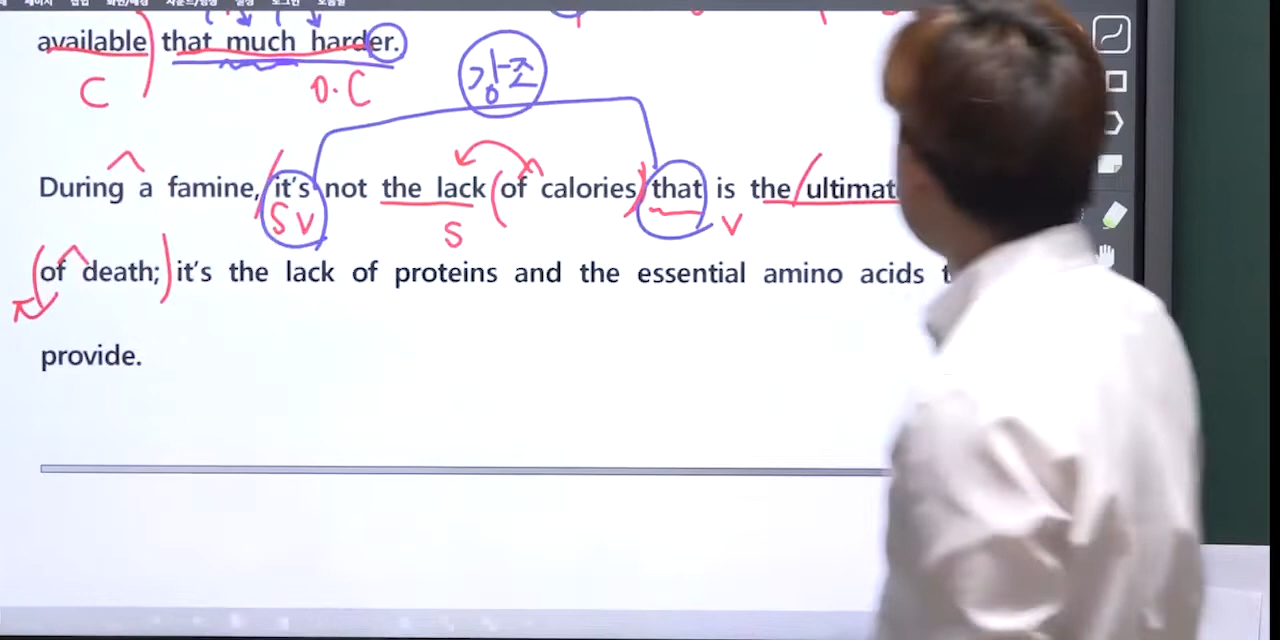 available that much harder.
C O·C 강조
During a famine, it's not the lack of calories that is the ultimat
S V S V
of death; it's the lack of proteins and the essential amino acids t
provide.